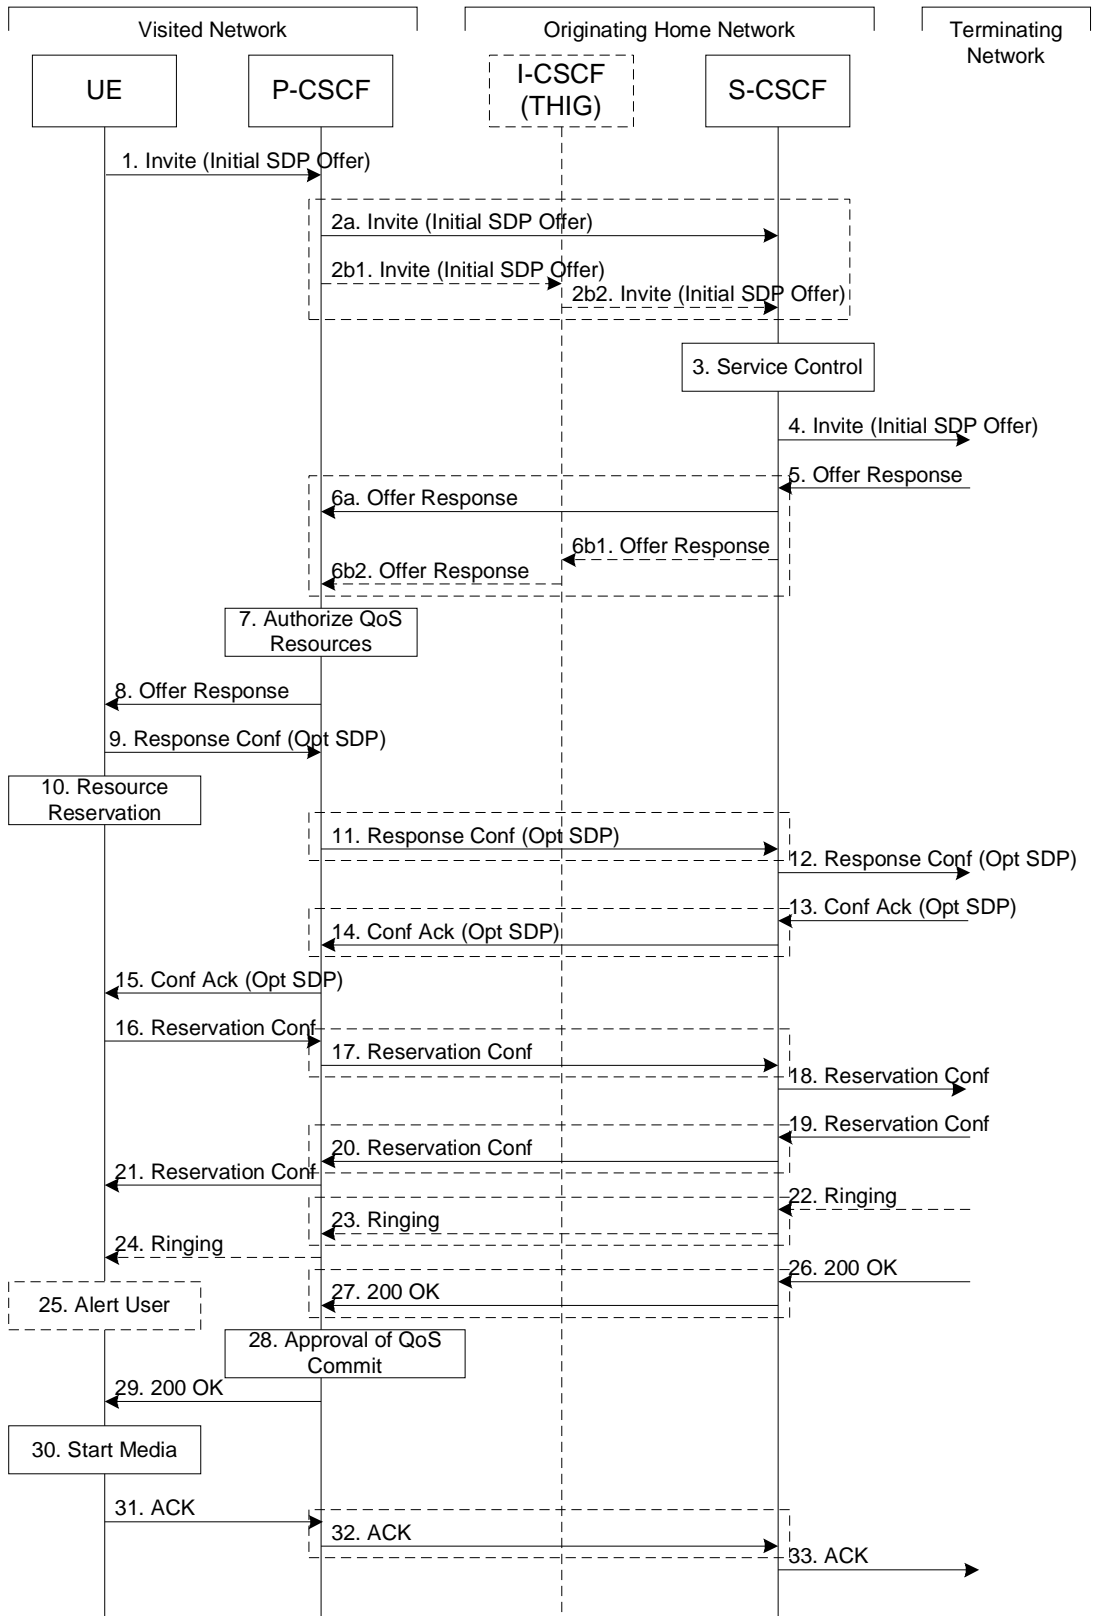 Visited Network
Originating Home Network
Terminating
Network
UE
P-CSCF
I-CSCF
(THIG)
S-CSCF
1. Invite (Initial SDP Offer)
2a. Invite (Initial SDP Offer)
2b1. Invite (Initial SDP Offer)
2b2. Invite (Initial SDP Offer)
3. Service Control
4. Invite (Initial SDP Offer)
5. Offer Response
6a. Offer Response
6b1. Offer Response
6b2. Offer Response
7. Authorize QoS
Resources
8. Offer Response
9. Response Conf (Opt SDP)
10. Resource
Reservation
11. Response Conf (Opt SDP)
12. Response Conf (Opt SDP)
13. Conf Ack (Opt SDP)
14. Conf Ack (Opt SDP)
15. Conf Ack (Opt SDP)
16. Reservation Conf
17. Reservation Conf
18. Reservation Conf
19. Reservation Conf
20. Reservation Conf
21. Reservation Conf
22. Ringing
23. Ringing
24. Ringing
25. Alert User
26. 200 OK
27. 200 OK
28. Approval of QoS
Commit
29. 200 OK
30. Start Media
31. ACK
32. ACK
33. ACK